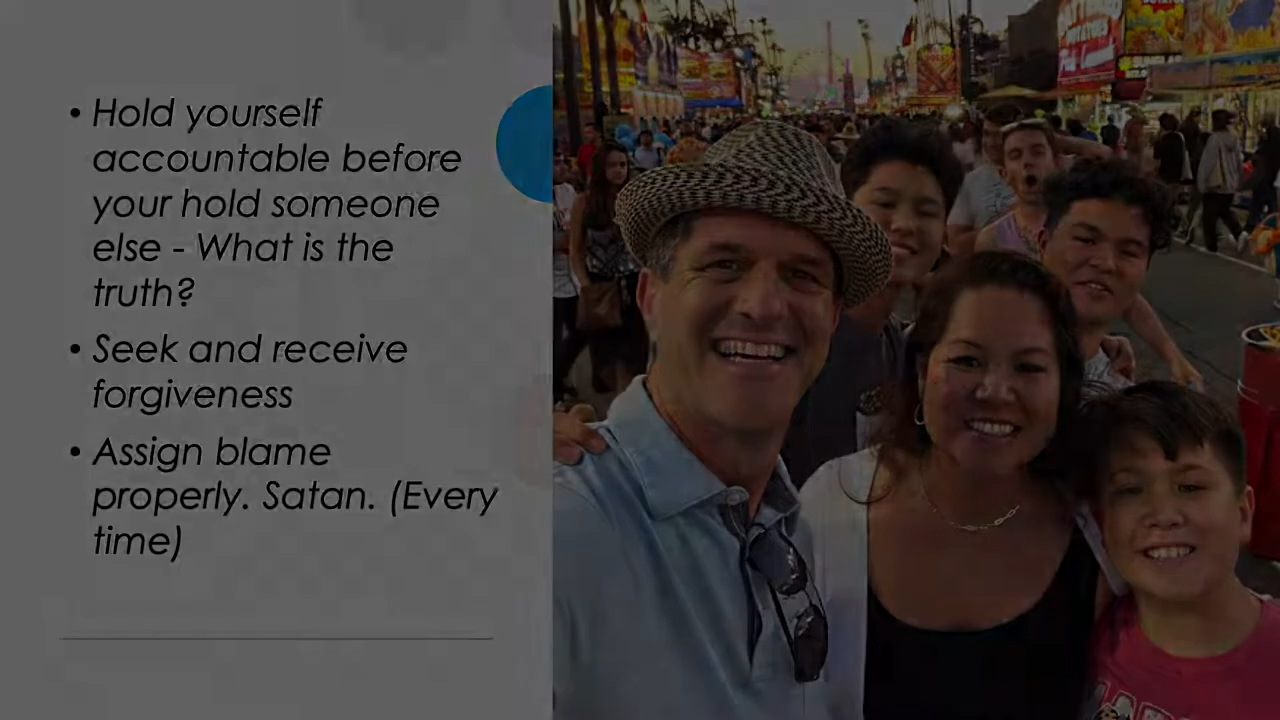 • Hold yourself
accountable before
your hold someone
else - What is the
truth?
• Seek and receive
forgiveness
• Assign blame
properly. Satan. (Every
time)